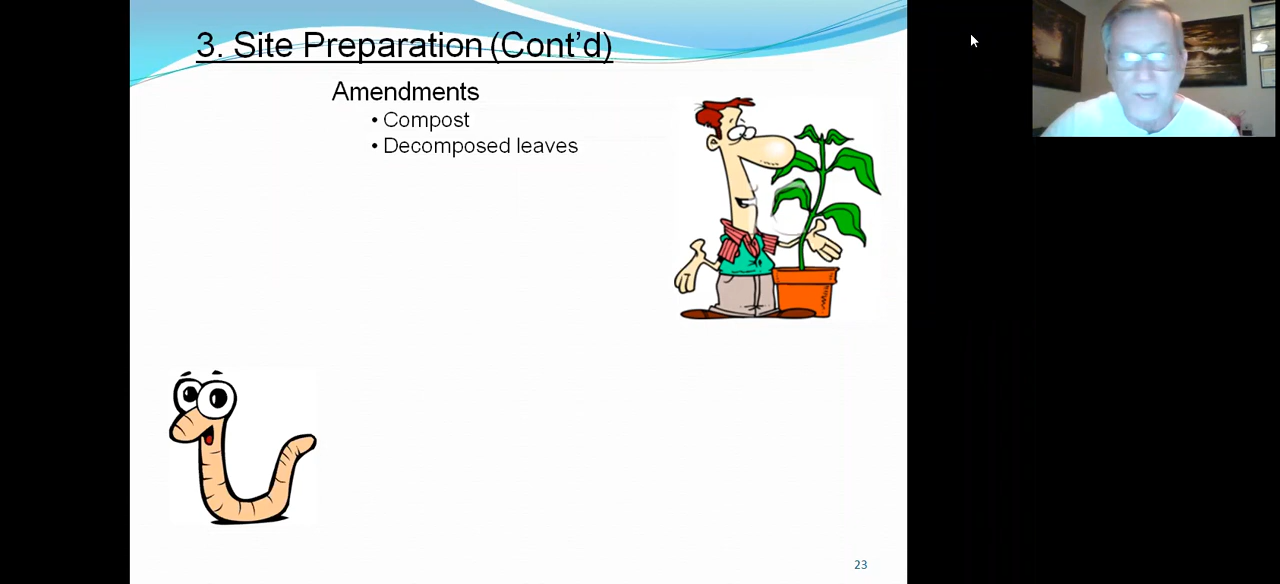 3. Site Preparation (Cont’d)
Amendments
• Compost
• Decomposed leaves
23